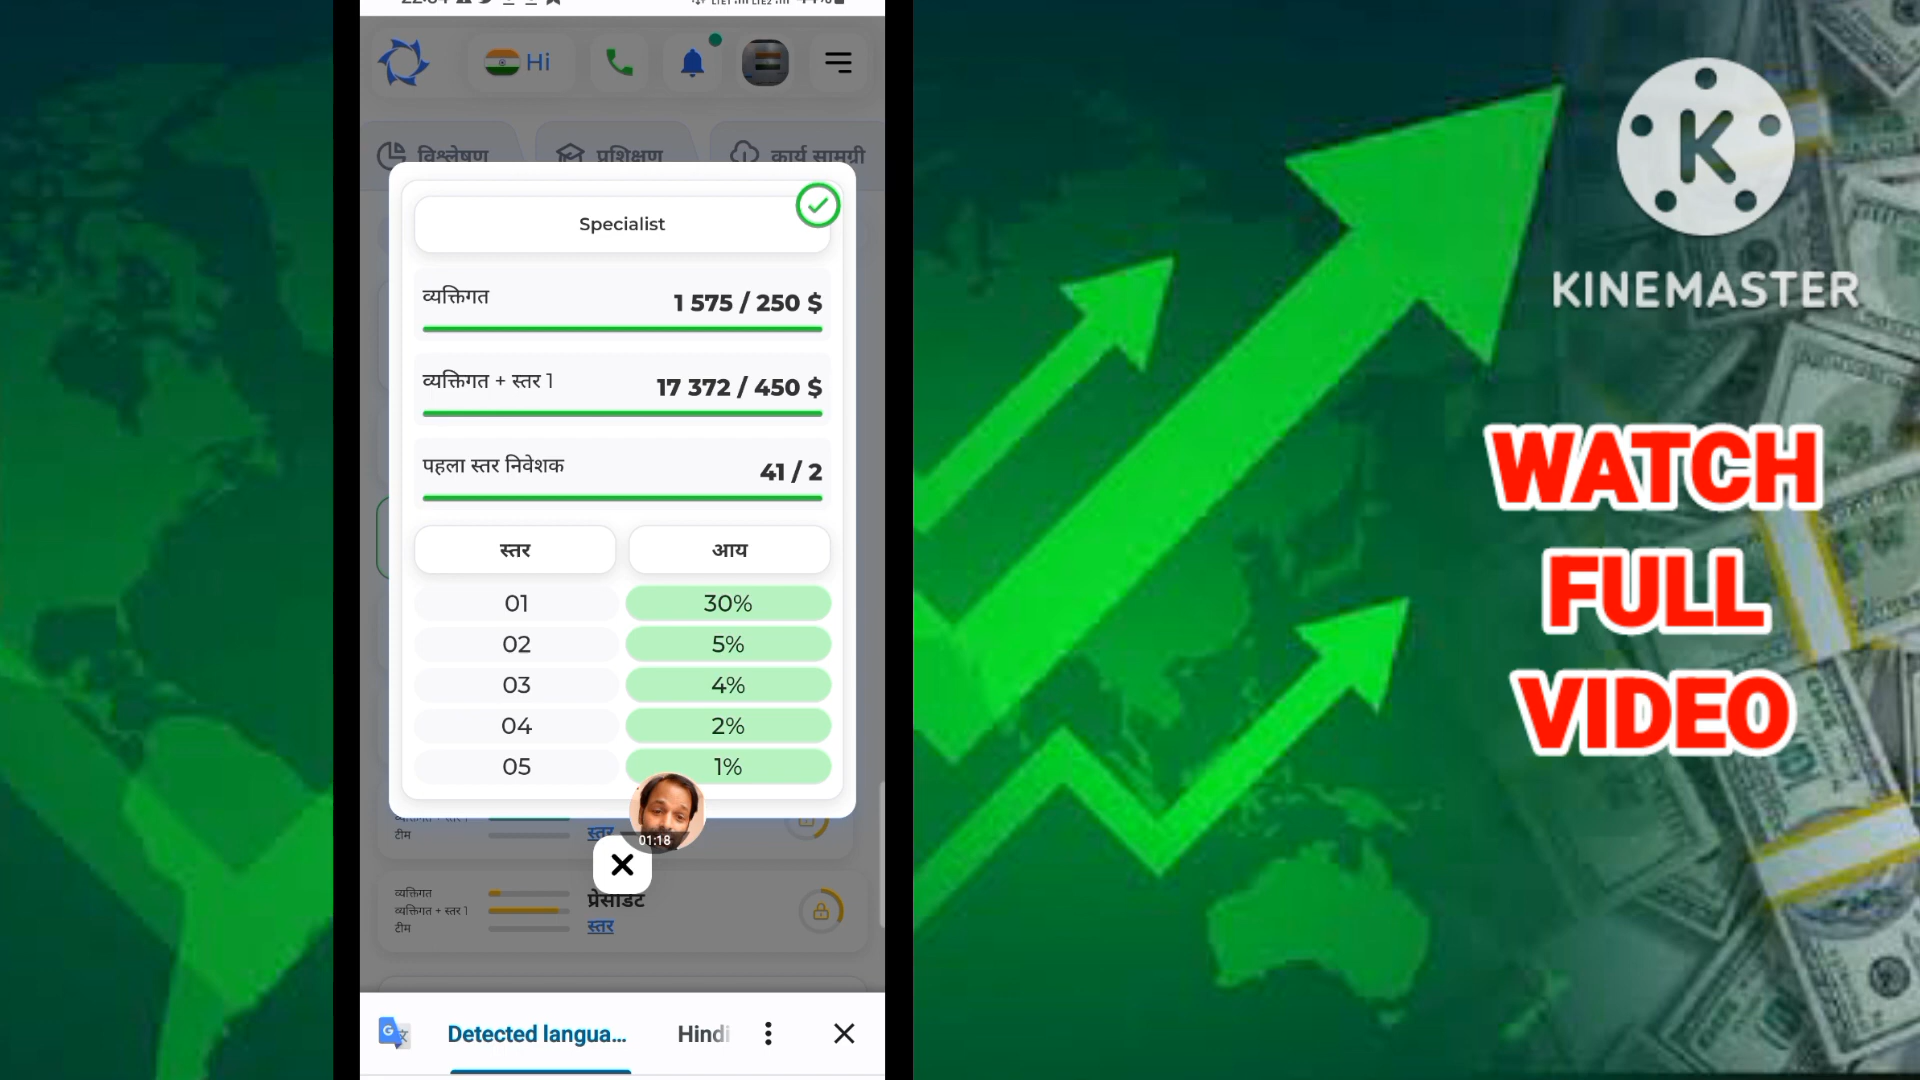 Hi
विश्लेषण
प्रशिक्षण
कार्य सामग्री
Specialist
व्यक्तिगत
1 575 / 250 $
व्यक्तिगत + स्तर 1
17 372 / 450 $
पहला स्तर निवेशक
41 / 2
स्तर
आय
01
30%
02
5%
03
4%
04
2%
05
1%
टीम
स्तर
01:18
व्यक्तिगत
व्यक्तिगत + स्तर 1
टीम
प्रेसीडेंट
स्तर
Detected langua...
Hindi
K
KINEMASTER
WATCH
FULL
VIDEO